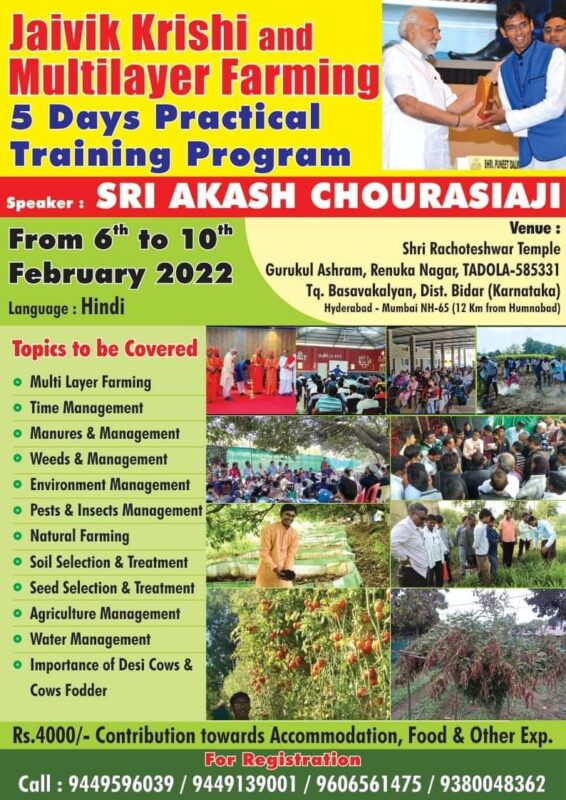 Jaivik Krishi and
Multilayer Farming
5 Days Practical
Training Program
SHRI. PUNEET DALM
Speaker : SRI AKASH CHOURASIAJI
From 6th to 10th
February 2022
Language : Hindi
Venue :
Shri Rachoteshwar Temple
Gurukul Ashram, Renuka Nagar, TADOLA-585331
Tq. Basavakalyan, Dist. Bidar (Karnataka)
Hyderabad - Mumbai NH-65 (12 Km from Humnabad)
Topics to be Covered
Multi Layer Farming
Time Management
Manures & Management
Weeds & Management
Environment Management
Pests & Insects Management
Natural Farming
Soil Selection & Treatment
Seed Selection & Treatment
Agriculture Management
Water Management
Importance of Desi Cows &
Cows Fodder
Rs.4000/- Contribution towards Accommodation, Food & Other Exp.
For Registration
Call : 9449596039 / 9449139001 / 9606561475 / 9380048362